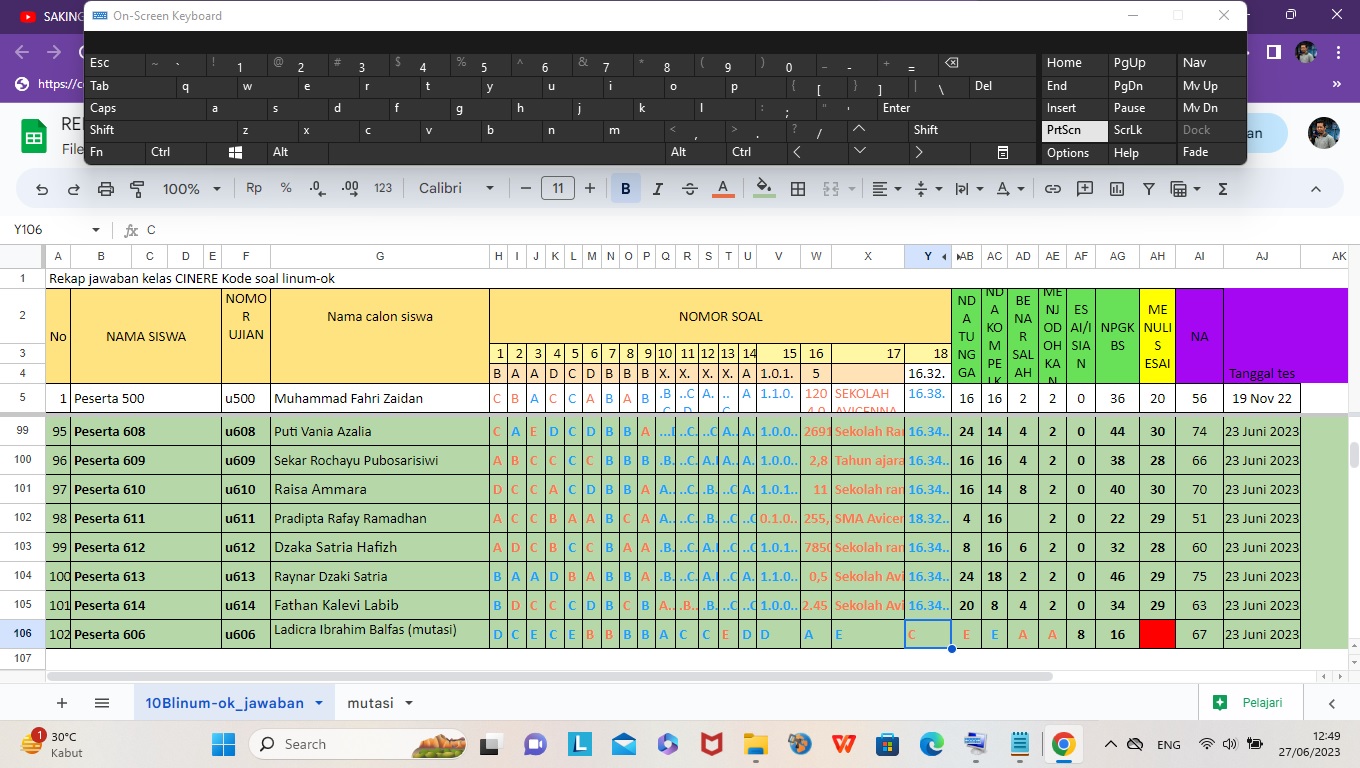 SAKING
On-Screen Keyboard
Esc ~ ` ! 1 @ 2 # 3 $ 4 % 5 ^ 6 & 7 * 8 ( 9 ) 0 _ - + = Home PgUp Nav
Tab q w e r t y u i o p { [ } ] | \ Del End PgDn Mv Up
https://c
Caps a s d f g h j k l : ; " ' Enter Insert Pause Mv Dn
Shift z x c v b n m < , > . ? / Shift PrtScn ScrLk Dock
Fn Ctrl Alt Alt Ctrl Options Help Fade
File
100% Rp % .0 .00 123 Calibri 11 B I S A Σ
Y106 fx C
A B C D E F G H I J K L M N O P Q R S T U V W X Y AB AC AD AE AF AG AH AI AJ AK
1 Rekap jawaban kelas CINERE Kode soal linum-ok
2 No NAMA SISWA NOMOR UJIAN Nama calon siswa NOMOR SOAL BENAR SALAH MENJODOHKAN ESAI/ISIAN NPGKBS MENULIS ESAI NA Tanggal tes
3 1 2 3 4 5 6 7 8 9 10 11 12 13 14 15 16 17 18
4 B A A D C D B B B X. X. X. X. A 1.0.1. 5 16.32.
5 1 Peserta 500 u500 Muhammad Fahri Zaidan C B A C C A B A B .B ..C A. .. A 1.1.0. 120 SEKOLAH AVICENNA 16.38. 16 16 2 2 0 36 20 56 19 Nov 22
99 95 Peserta 608 u608 Puti Vania Azalia C A E D C D B B A ..C ..C A. A. 1.0.0.. 2691 Sekolah Ra 16.34.. 24 14 4 2 0 44 30 74 23 Juni 2023
100 96 Peserta 609 u609 Sekar Rochayu Pubosarisiwi A B C C C C B B B .B. ..C. A. A.. A. 1.0.0.. 2,8 Tahun ajara 16.34.. 16 16 4 2 0 38 28 66 23 Juni 2023
101 97 Peserta 610 u610 Raisa Ammara D C C A C D B B A A.. ..C. .B. ..C A. 1.0.1.. 11 Sekolah ran 16.34.. 16 14 8 2 0 40 30 70 23 Juni 2023
102 98 Peserta 611 u611 Pradipta Rafay Ramadhan A C C B A A B C A A.. ..C. .B. ..C A. 0.1.0.. 255, SMA Avicer 18.32.. 4 16 2 0 22 29 51 23 Juni 2023
103 99 Peserta 612 u612 Dzaka Satria Hafizh A D C B C C B A A .B. ..C. A. ..C A. 1.0.1.. 7850 Sekolah ran 16.34.. 8 16 6 2 0 32 28 60 23 Juni 2023
104 100 Peserta 613 u613 Raynar Dzaki Satria B A A D B A B B A .B. ..C. A. ..C A. 1.1.0.. 0,5 Sekolah Avi 16.34.. 24 18 2 2 0 46 29 75 23 Juni 2023
105 101 Peserta 614 u614 Fathan Kalevi Labib B D C C C D B C B A... .B.. .B. ..C A. 1.0.0.. 2.45 Sekolah Avi 16.34.. 20 8 4 2 0 34 29 63 23 Juni 2023
106 102 Peserta 606 u606 Ladicra Ibrahim Balfas (mutasi) D C E C E B B B B A C C E D D A E C E E A A 8 16 67 23 Juni 2023
107
10Blinum-ok_jawaban mutasi Pelajari
1 30°C Kabut Search ENG 12:49 27/06/2023